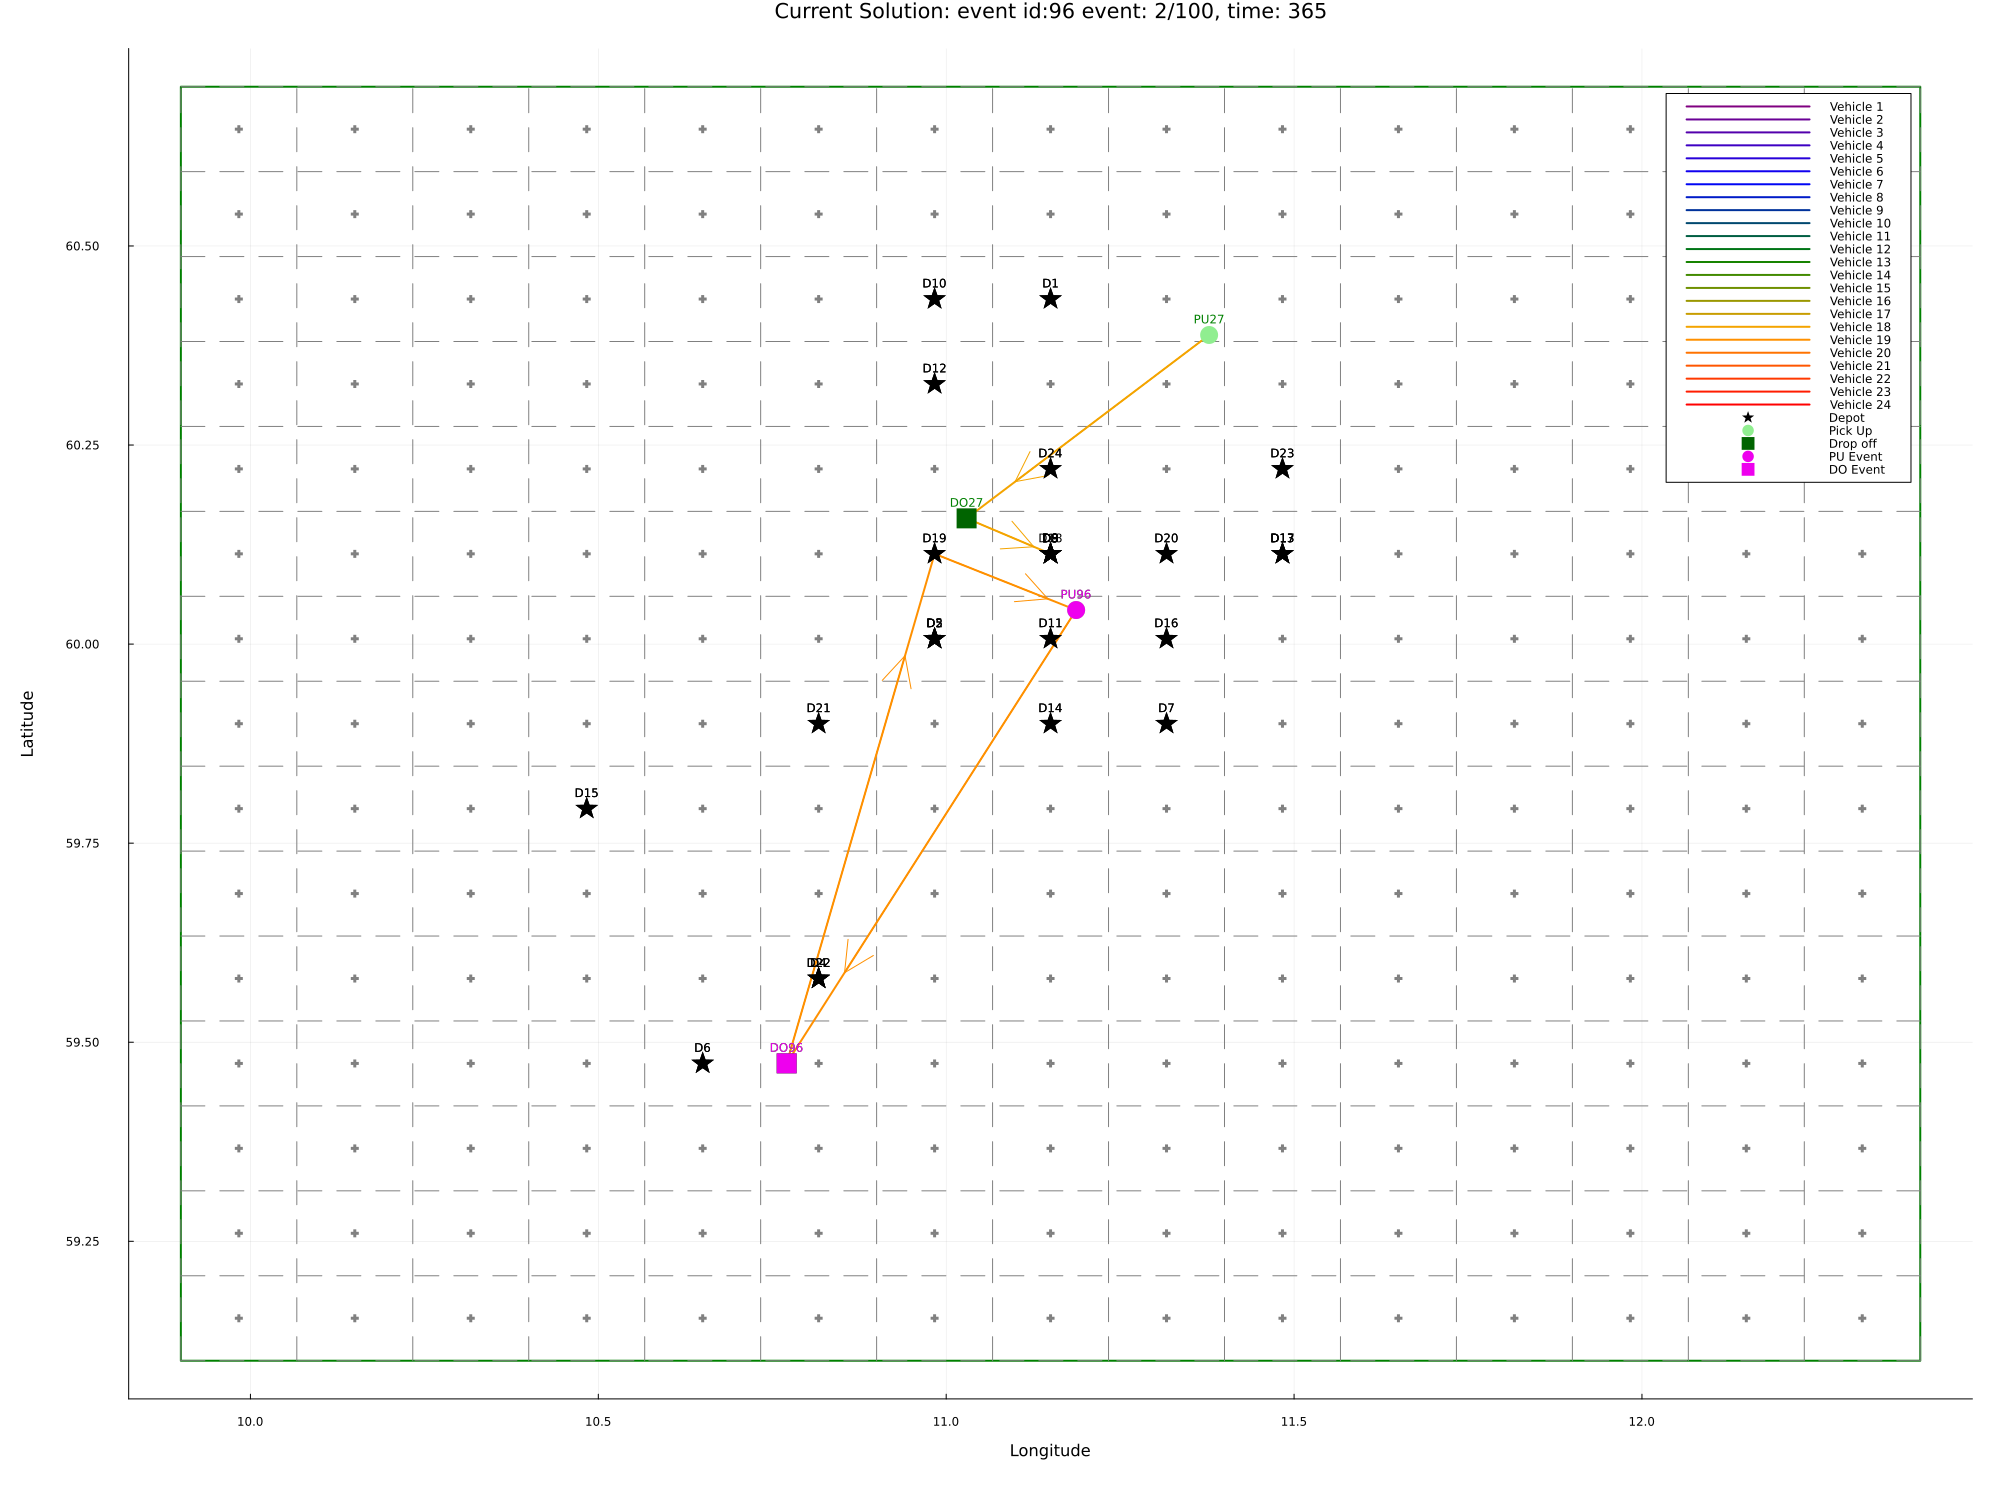 Current Solution: event id:96 event: 2/100, time: 365
Vehicle 1
Vehicle 2
Vehicle 3
Vehicle 4
Vehicle 5
Vehicle 6
Vehicle 7
Vehicle 8
Vehicle 9
Vehicle 10
Vehicle 11
Vehicle 12
Vehicle 13
Vehicle 14
Vehicle 15
Vehicle 16
Vehicle 17
Vehicle 18
Vehicle 19
Vehicle 20
Vehicle 21
Vehicle 22
Vehicle 23
Vehicle 24
Depot
Pick Up
Drop off
PU Event
DO Event
60.50
D10
D1
PU27
D12
60.25
D24
D23
DO27
D19
D20
PU96
60.00
D11
D16
D21
D14
D7
59.75
D15
59.50
D6
DO96
59.25
10.0
10.5
11.0
11.5
12.0
Longitude
Latitude